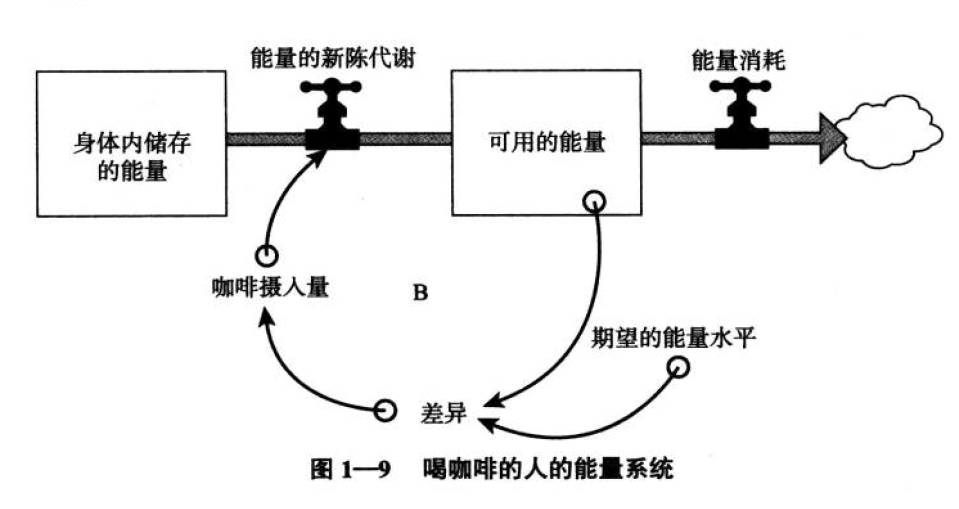 能量的新陈代谢
能量消耗
身体内储存
的能量
可用的能量
咖啡摄入量
B
期望的能量水平
差异
图 1—9 喝咖啡的人的能量系统